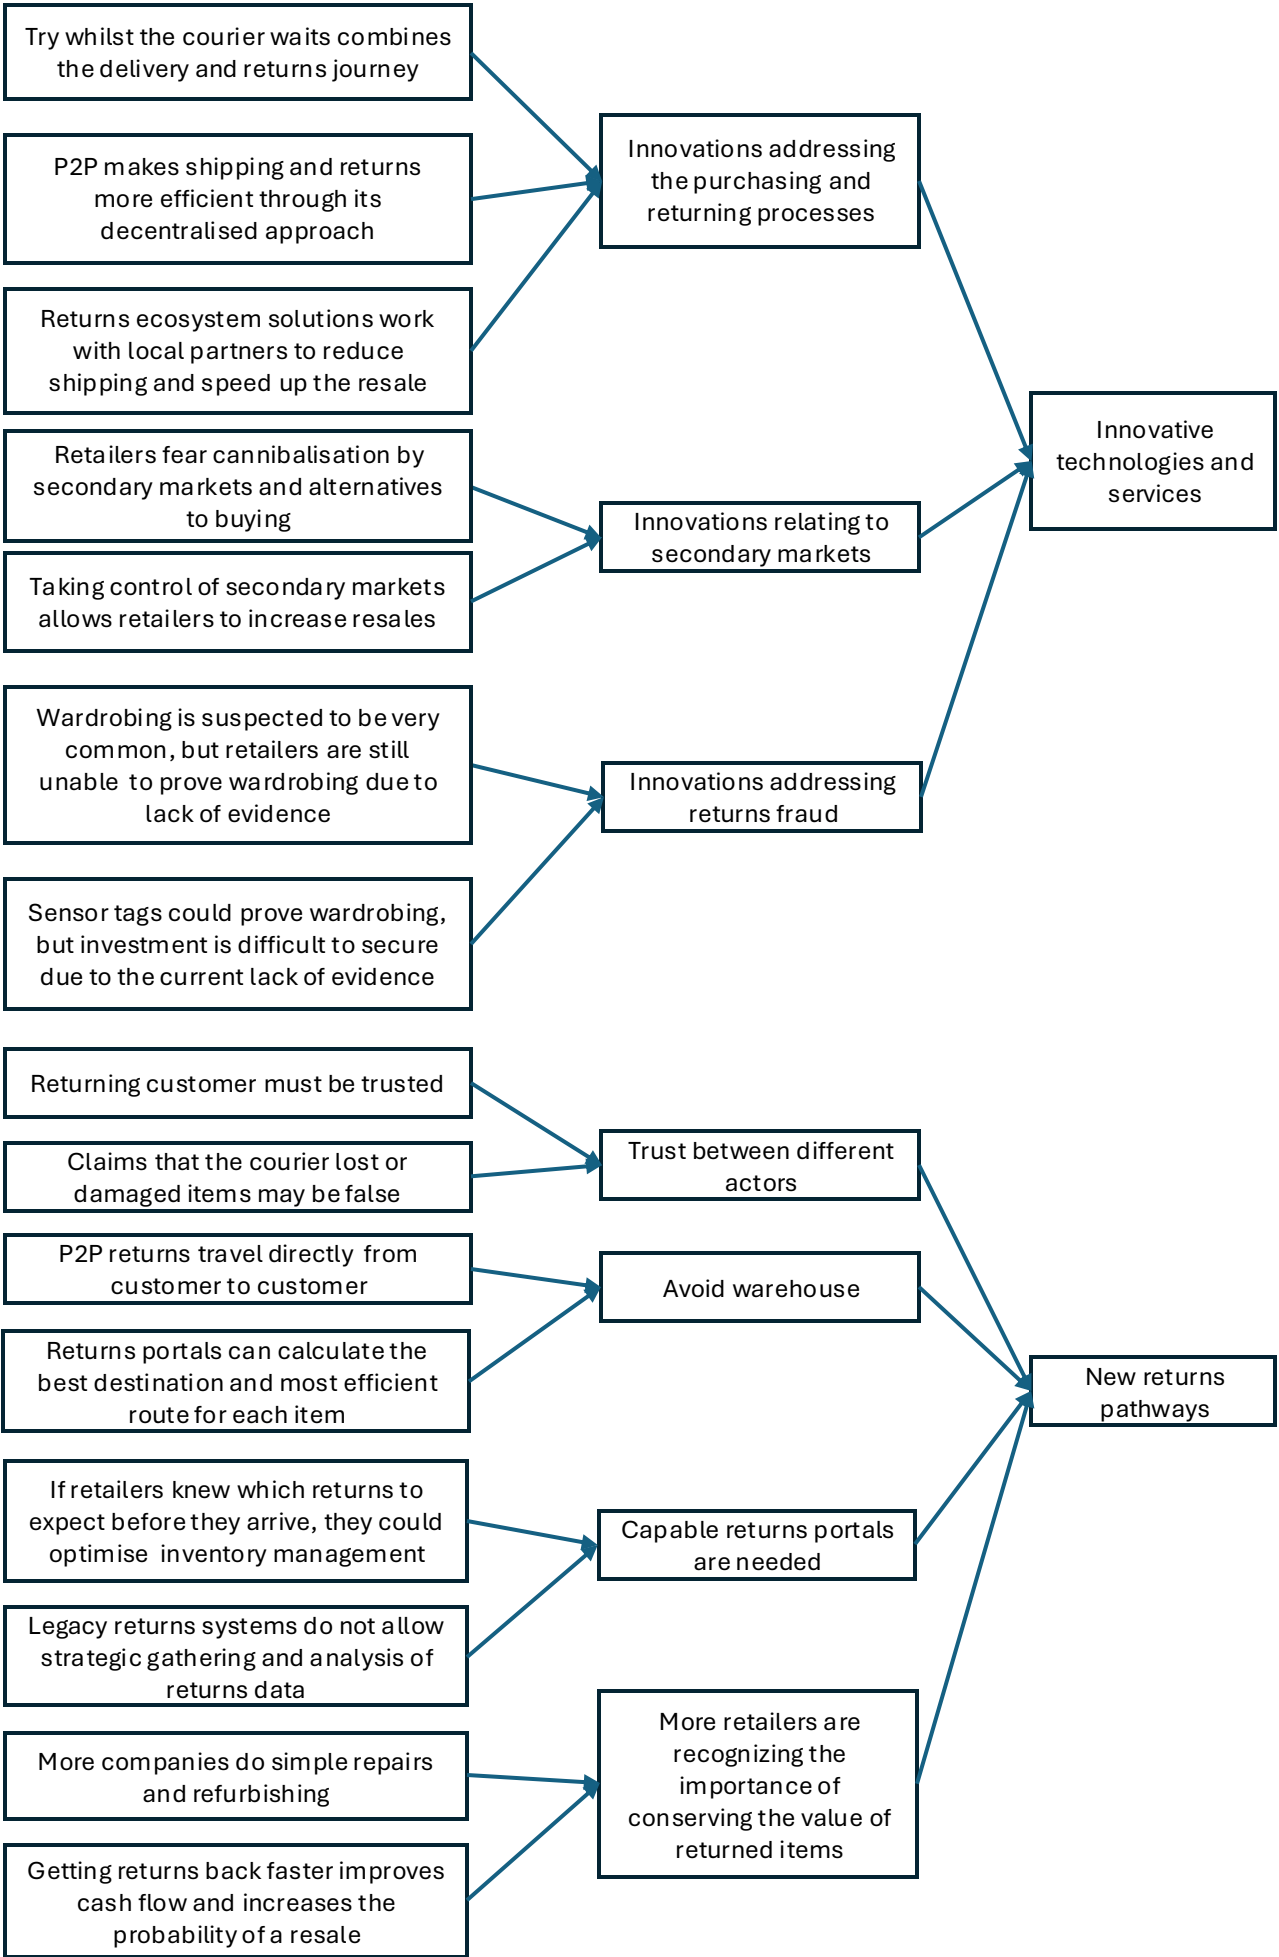 Try whilst the courier waits combines
the delivery and returns journey
P2P makes shipping and returns
more efficient through its
decentralised approach
Returns ecosystem solutions work
with local partners to reduce
shipping and speed up the resale
Innovations addressing
the purchasing and
returning processes
Retailers fear cannibalisation by
secondary markets and alternatives
to buying
Taking control of secondary markets
allows retailers to increase resales
Innovations relating to
secondary markets
Wardrobing is suspected to be very
common, but retailers are still
unable to prove wardrobing due to
lack of evidence
Sensor tags could prove wardrobing,
but investment is difficult to secure
due to the current lack of evidence
Innovations addressing
returns fraud
Innovative
technologies and
services
Returning customer must be trusted
Claims that the courier lost or
damaged items may be false
Trust between different
actors
P2P returns travel directly from
customer to customer
Returns portals can calculate the
best destination and most efficient
route for each item
Avoid warehouse
If retailers knew which returns to
expect before they arrive, they could
optimise inventory management
Legacy returns systems do not allow
strategic gathering and analysis of
returns data
Capable returns portals
are needed
More companies do simple repairs
and refurbishing
Getting returns back faster improves
cash flow and increases the
probability of a resale
More retailers are
recognizing the
importance of
conserving the value of
returned items
New returns
pathways